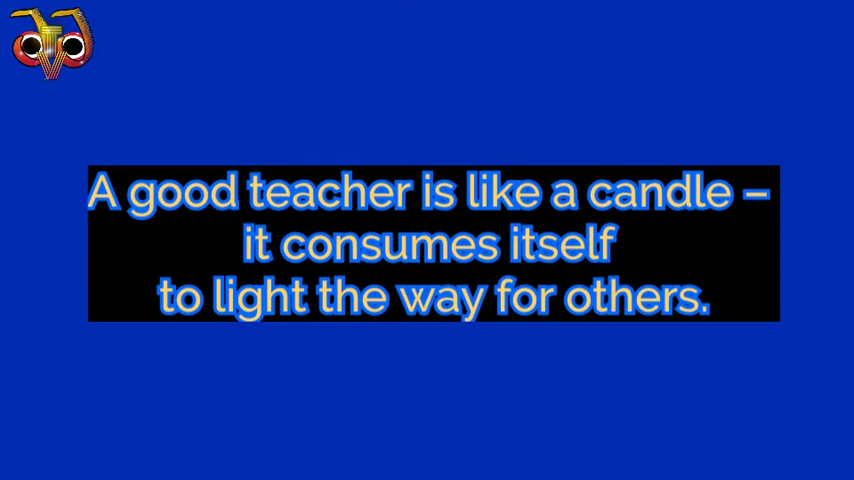 A good teacher is like a candle –
it consumes itself
to light the way for others.